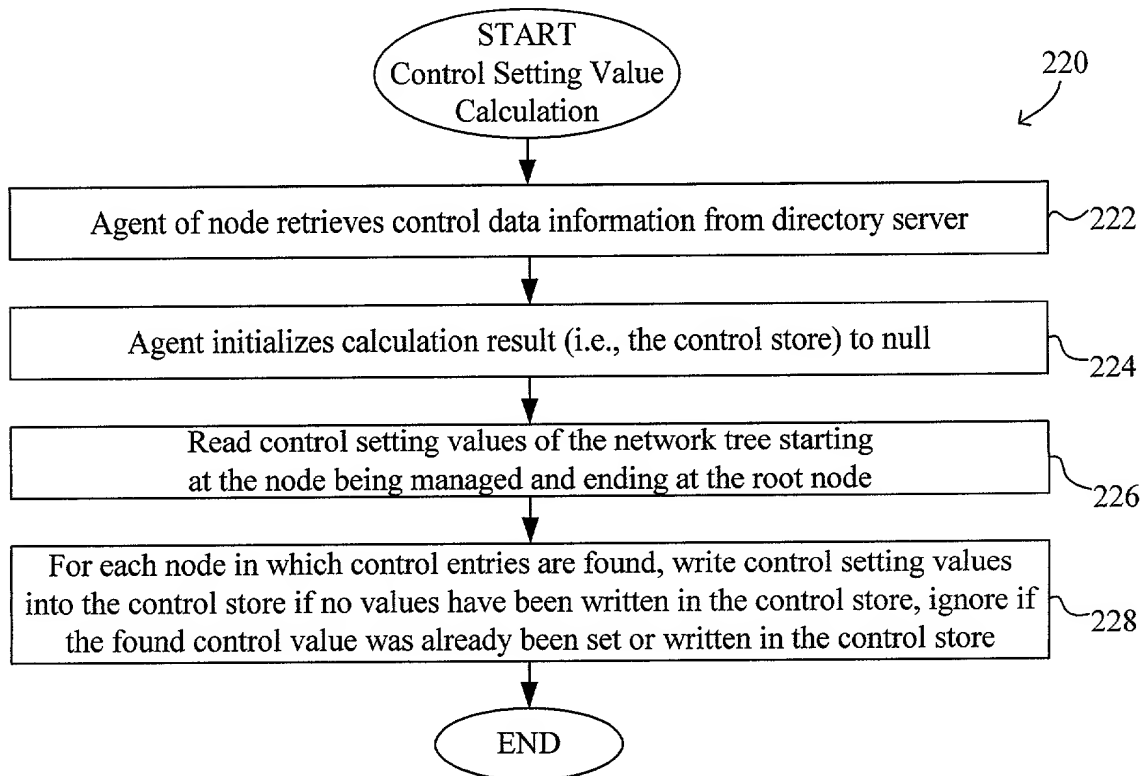 START
Control Setting Value
Calculation
220
Agent of node retrieves control data information from directory server
222
Agent initializes calculation result (i.e., the control store) to null
224
Read control setting values of the network tree starting
at the node being managed and ending at the root node
226
For each node in which control entries are found, write control setting values
into the control store if no values have been written in the control store, ignore if
the found control value was already been set or written in the control store
228
END